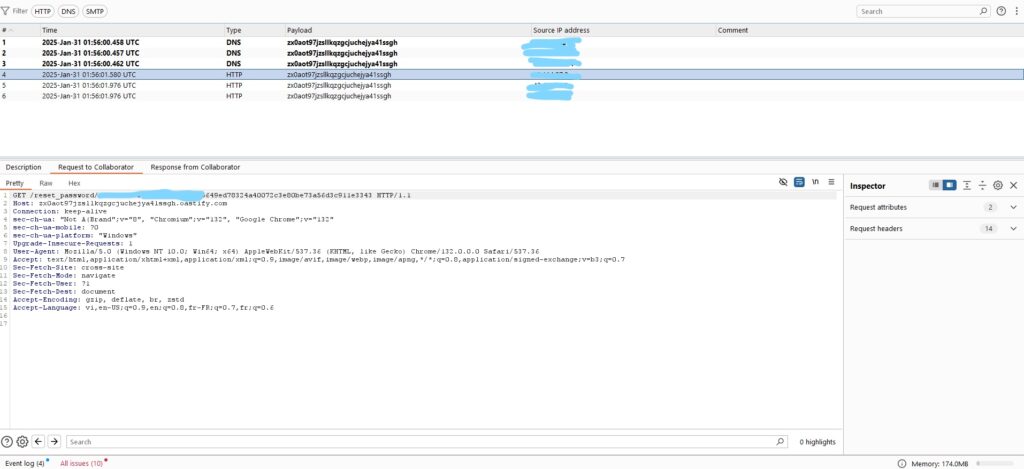 Filter HTTP DNS SMTP Search
# Time Type Payload Source IP address Comment
1 2025-Jan-31 01:56:00.458 UTC DNS zx0aot97jzsllkqzgcjuchejya41ssgh
2 2025-Jan-31 01:56:00.457 UTC DNS zx0aot97jzsllkqzgcjuchejya41ssgh
3 2025-Jan-31 01:56:00.462 UTC DNS zx0aot97jzsllkqzgcjuchejya41ssgh
4 2025-Jan-31 01:56:01.580 UTC HTTP zx0aot97jzsllkqzgcjuchejya41ssgh
5 2025-Jan-31 01:56:01.976 UTC HTTP zx0aot97jzsllkqzgcjuchejya41ssgh
6 2025-Jan-31 01:56:01.976 UTC HTTP zx0aot97jzsllkqzgcjuchejya41ssgh
Description Request to Collaborator Response from Collaborator
Pretty Raw Hex
\n
Inspector
Request attributes 2
Request headers 14
1 GET /reset_password/ HTTP/1.1
2 Host: zx0aot97jzsllkqzgcjuchejya41ssgh.oastify.com
3 Connection: keep-alive
4 sec-ch-ua: "Not A(Brand";v="8", "Chromium";v="132", "Google Chrome";v="132"
5 sec-ch-ua-mobile: ?0
6 sec-ch-ua-platform: "Windows"
7 Upgrade-Insecure-Requests: 1
8 User-Agent: Mozilla/5.0 (Windows NT 10.0; Win64; x64) AppleWebKit/537.36 (KHTML, like Gecko) Chrome/132.0.0.0 Safari/537.36
9 Accept: text/html,application/xhtml+xml,application/xml;q=0.9,image/avif,image/webp,image/apng,*/*;q=0.8,application/signed-exchange;v=b3;q=0.7
10 Sec-Fetch-Site: cross-site
11 Sec-Fetch-Mode: navigate
12 Sec-Fetch-User: ?1
13 Sec-Fetch-Dest: document
14 Accept-Encoding: gzip, deflate, br, zstd
15 Accept-Language: vi,en-US;q=0.9,en;q=0.8,fr-FR;q=0.7,fr;q=0.6
16
17
Search 0 highlights
Event log (4) All issues (10) Memory: 174.0MB